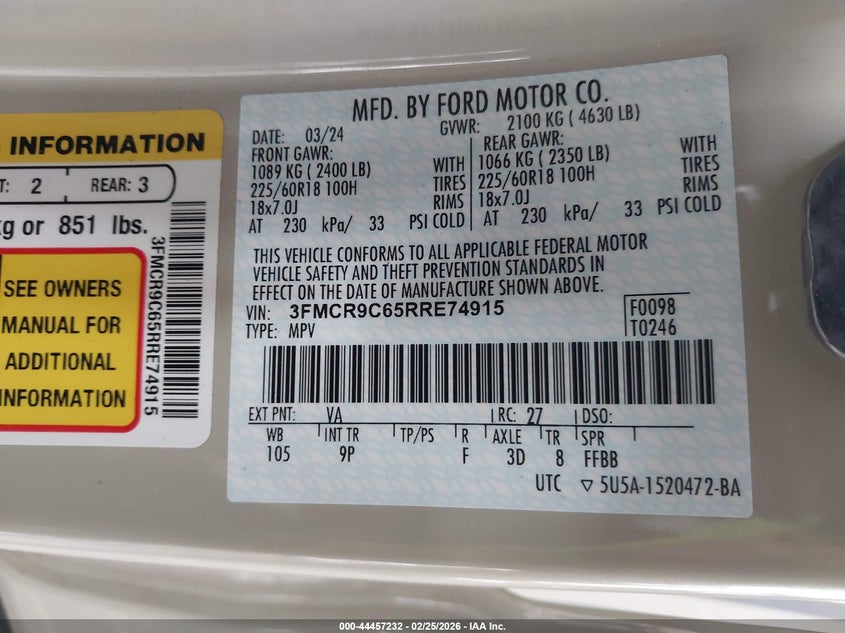 INFORMATION
T: 2 REAR: 3
kg or 851 lbs.
SEE OWNERS
MANUAL FOR
ADDITIONAL
INFORMATION
3FMCR9C65RRE74915
MFD. BY FORD MOTOR CO.
DATE: 03/24 GVWR: 2100 KG ( 4630 LB)
FRONT GAWR: REAR GAWR:
1089 KG ( 2400 LB) WITH 1066 KG ( 2350 LB) WITH
225/60R18 100H TIRES 225/60R18 100H TIRES
18x7.0J RIMS 18x7.0J RIMS
AT 230 kPa/ 33 PSI COLD AT 230 kPa/ 33 PSI COLD
THIS VEHICLE CONFORMS TO ALL APPLICABLE FEDERAL MOTOR
VEHICLE SAFETY AND THEFT PREVENTION STANDARDS IN
EFFECT ON THE DATE OF MANUFACTURE SHOWN ABOVE.
VIN: 3FMCR9C65RRE74915 F0098
TYPE: MPV T0246
EXT PNT: VA RC: 27 DSO:
WB INT TR TP/PS R AXLE TR SPR
105 9P F 3D 8 FFBB
UTC ▽ 5U5A-1520472-BA
000-44457232 - 02/25/2026 - IAA Inc.